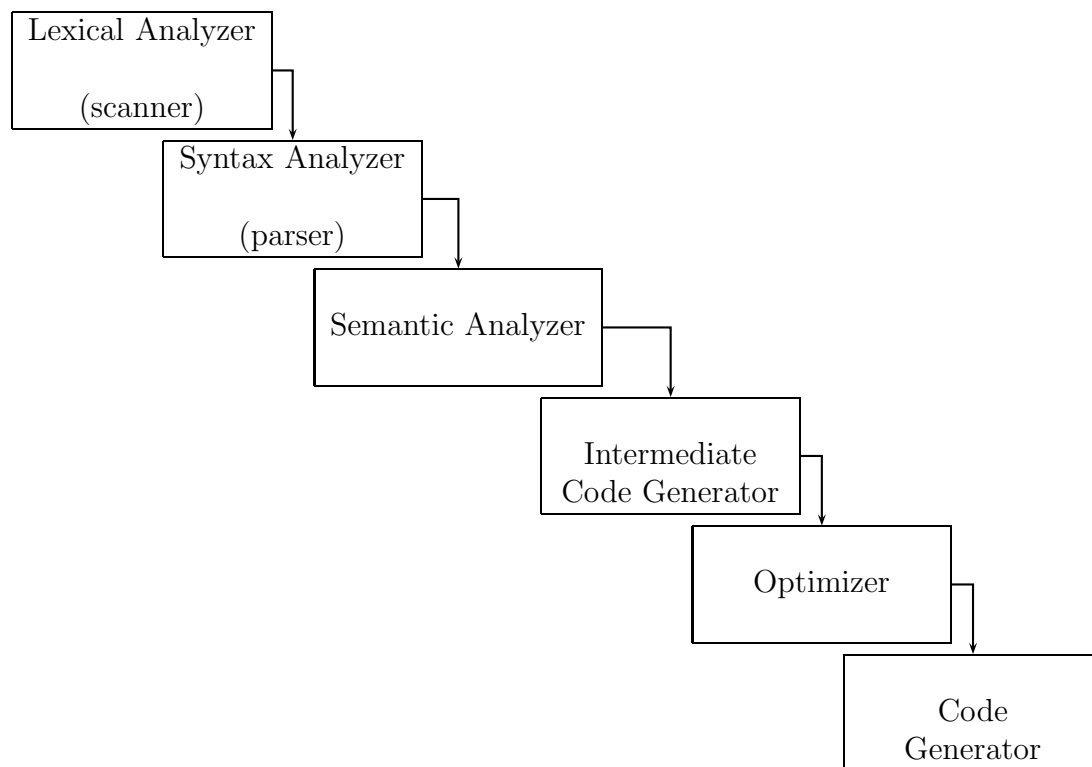 Lexical Analyzer
(scanner)
Syntax Analyzer
(parser)
Semantic Analyzer
Intermediate
Code Generator
Optimizer
Code
Generator